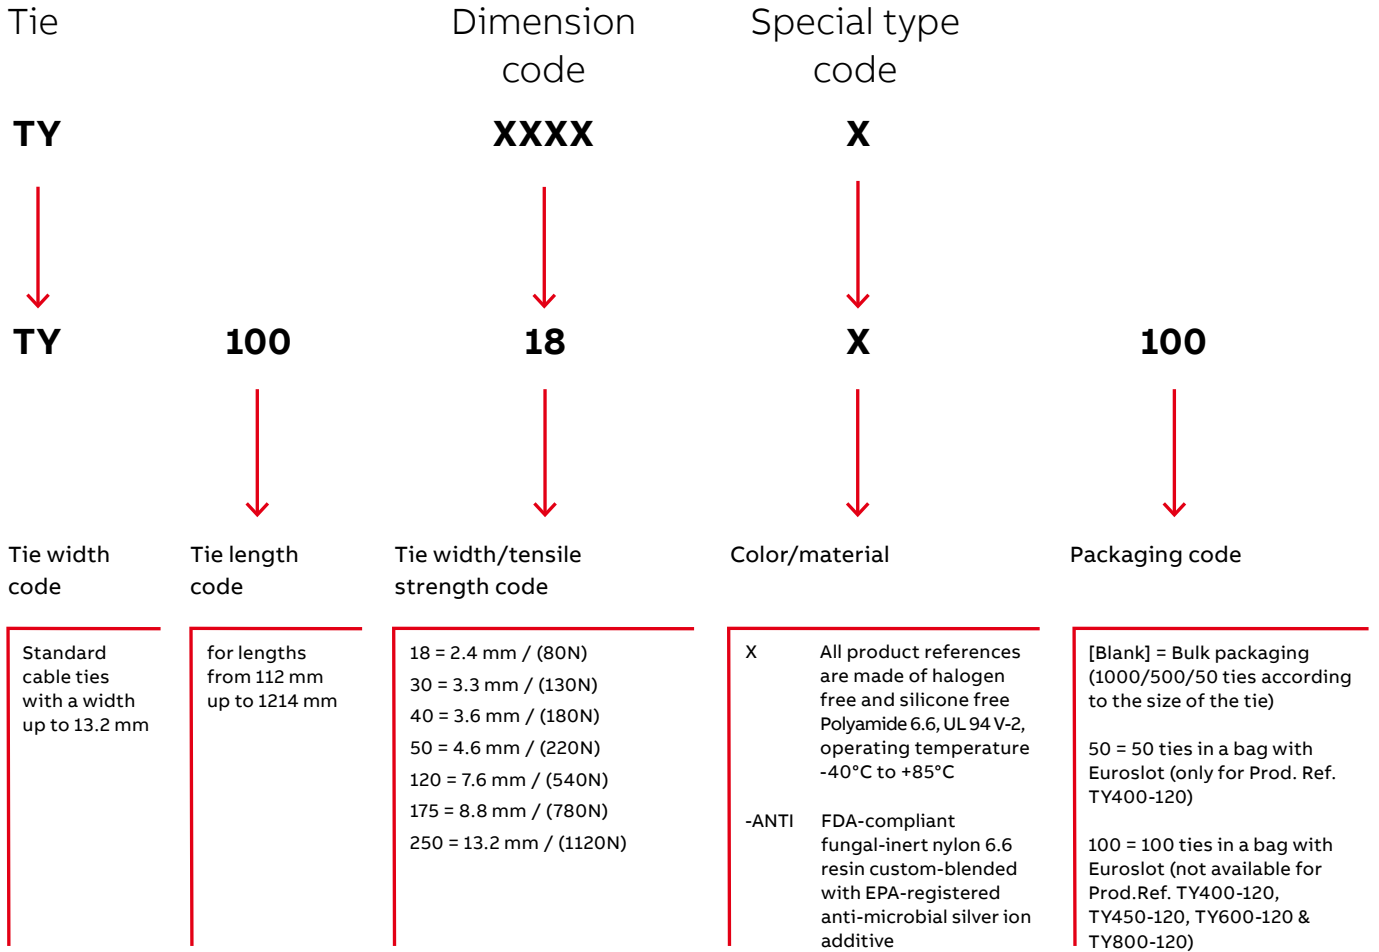 Tie
Dimension
code
Special type
code
TY
XXXX
X
TY
100
18
X
100
Tie width
code
Tie length
code
Tie width/tensile
strength code
Color/material
Packaging code
Standard
cable ties
with a width
up to 13.2 mm
for lengths
from 112 mm
up to 1214 mm
18 = 2.4 mm / (80N)
30 = 3.3 mm / (130N)
40 = 3.6 mm / (180N)
50 = 4.6 mm / (220N)
120 = 7.6 mm / (540N)
175 = 8.8 mm / (780N)
250 = 13.2 mm / (1120N)
X All product references
are made of halogen
free and silicone free
Polyamide 6.6, UL 94 V-2,
operating temperature
-40°C to +85°C
-ANTI FDA-compliant
fungal-inert nylon 6.6
resin custom-blended
with EPA-registered
anti-microbial silver ion
additive
[Blank] = Bulk packaging
(1000/500/50 ties according
to the size of the tie)
50 = 50 ties in a bag with
Euroslot (only for Prod. Ref.
TY400-120)
100 = 100 ties in a bag with
Euroslot (not available for
Prod.Ref. TY400-120,
TY450-120, TY600-120 &
TY800-120)